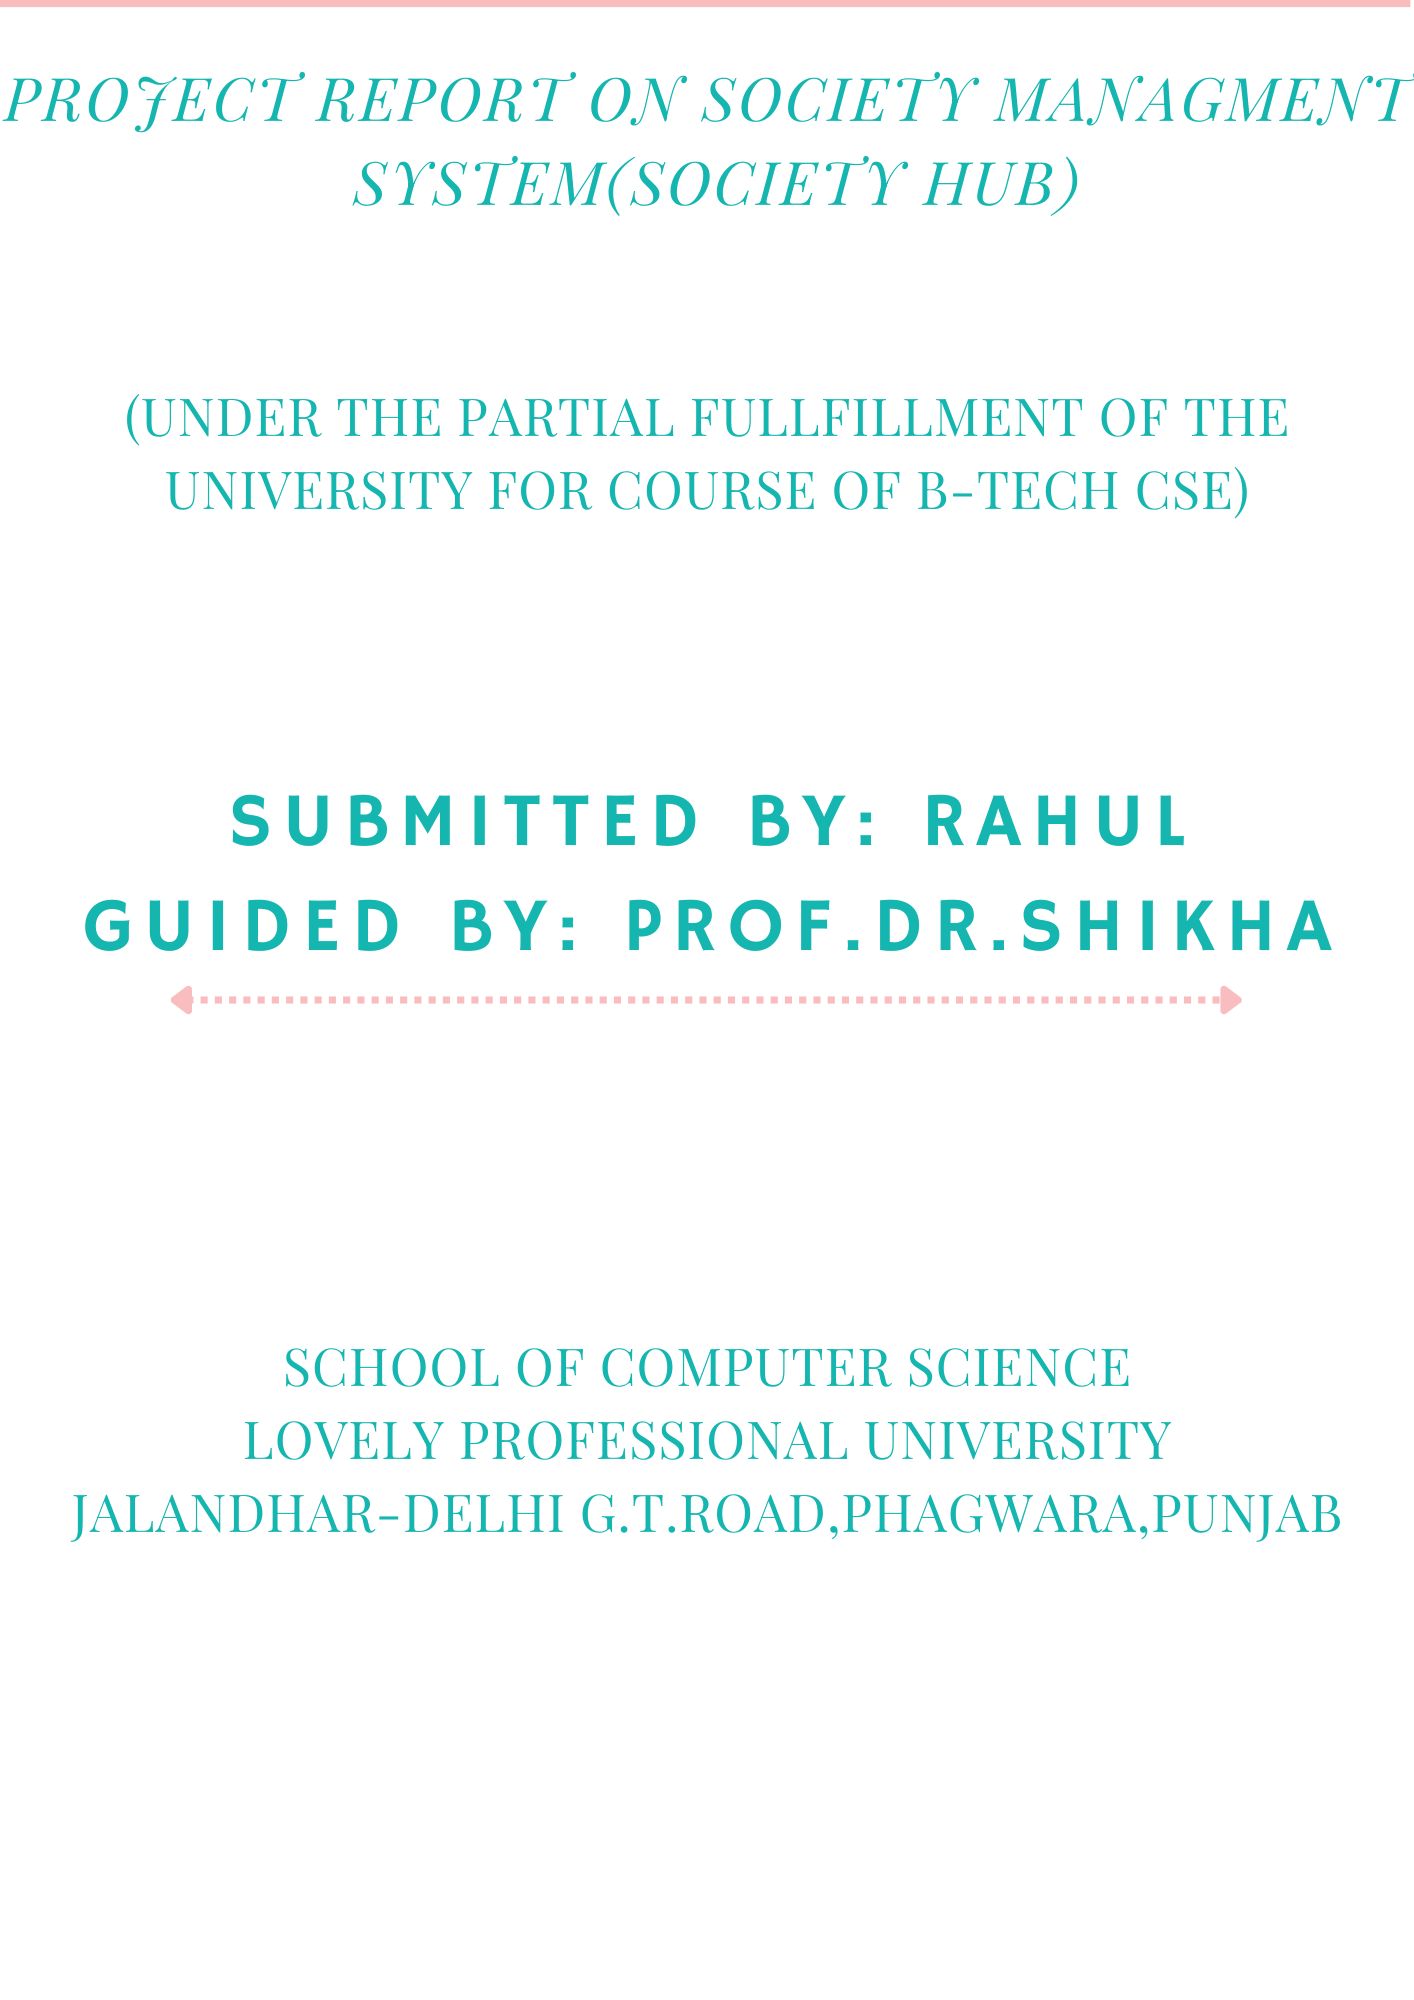 PROJECT REPORT ON SOCIETY MANAGMENT
SYSTEM(SOCIETY HUB)
(UNDER THE PARTIAL FULLFILLMENT OF THE
UNIVERSITY FOR COURSE OF B-TECH CSE)
SUBMITTED BY: RAHUL
GUIDED BY: PROF.DR.SHIKHA
SCHOOL OF COMPUTER SCIENCE
LOVELY PROFESSIONAL UNIVERSITY
JALANDHAR-DELHI G.T.ROAD,PHAGWARA,PUNJAB